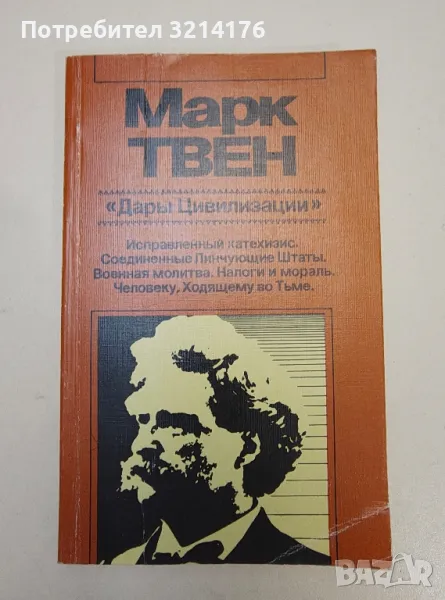 Потребител 3214176
Марк
ТВЕН
«Дары Цивилизации»
Исправленный катехизис.
Соединенные Линчующие Штаты.
Военная молитва. Налоги и мораль.
Человеку, Ходящему во Тьме.
BAZAR